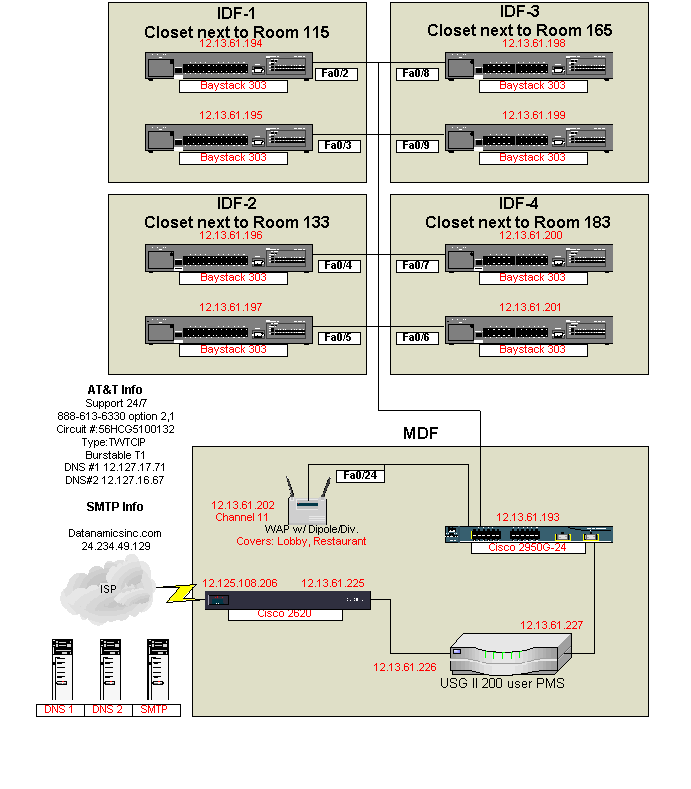 IDF-1
Closet next to Room 115
12.13.61.194
Baystack 303
Fa0/2
12.13.61.195
Baystack 303
Fa0/3
IDF-3
Closet next to Room 165
12.13.61.198
Fa0/8
Baystack 303
12.13.61.199
Fa0/9
Baystack 303
IDF-2
Closet next to Room 133
12.13.61.196
Baystack 303
Fa0/4
12.13.61.197
Baystack 303
Fa0/5
IDF-4
Closet next to Room 183
12.13.61.200
Fa0/7
Baystack 303
12.13.61.201
Fa0/6
Baystack 303
AT&T Info
Support 24/7
888-613-6330 option 2,1
Circuit #:56HCG5100132
Type:TWTCIP
Burstable T1
DNS #1 12.127.17.71
DNS#2 12.127.16.67
SMTP Info
Datanamicsinc.com
24.234.49.129
ISP
DNS 1
DNS 2
SMTP
MDF
Fa0/24
12.13.61.202
Channel 11
WAP w/ Dipole/Div.
Covers: Lobby, Restaurant
12.13.61.193
Cisco 2950G-24
12.125.108.206
12.13.61.225
Cisco 2620
12.13.61.227
12.13.61.226
USG II 200 user PMS